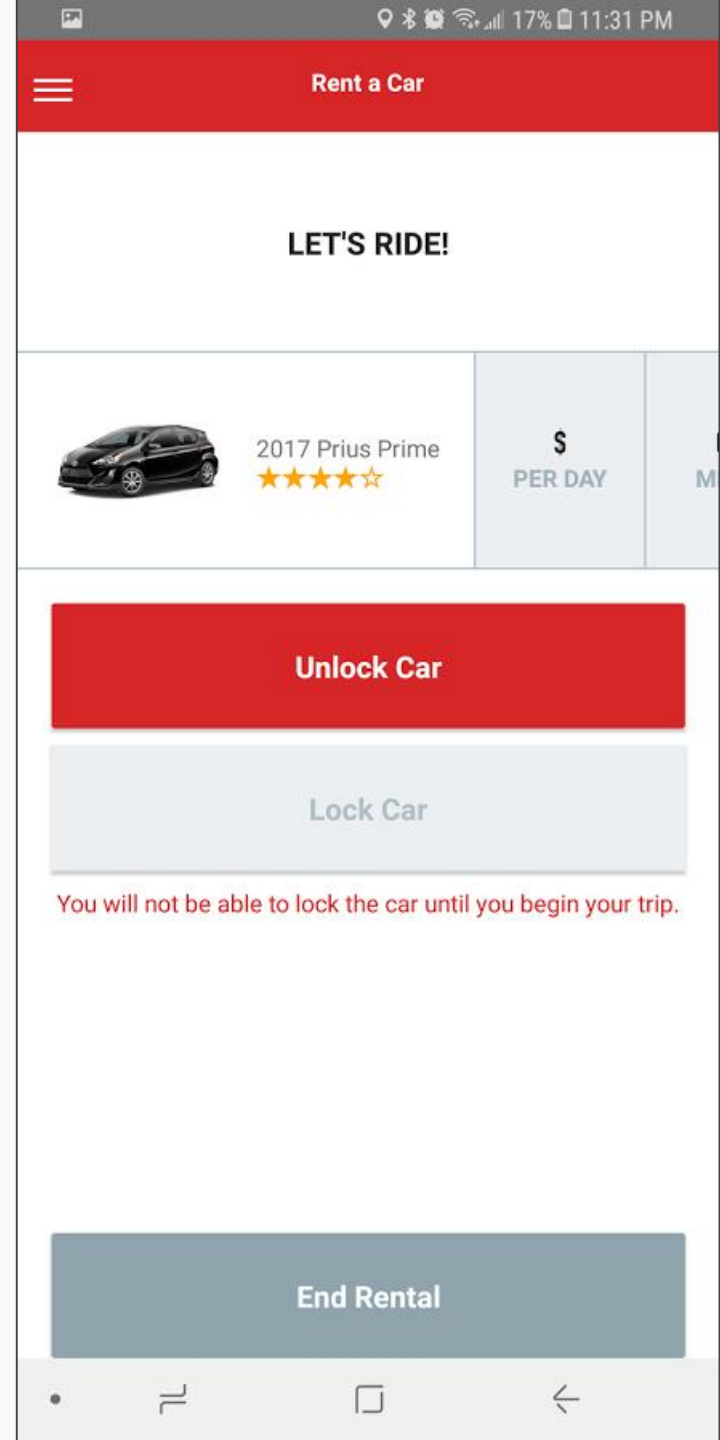 17% 11:31 PM
Rent a Car
LET'S RIDE!
2017 Prius Prime
$
PER DAY
M
Unlock Car
Lock Car
You will not be able to lock the car until you begin your trip.
End Rental